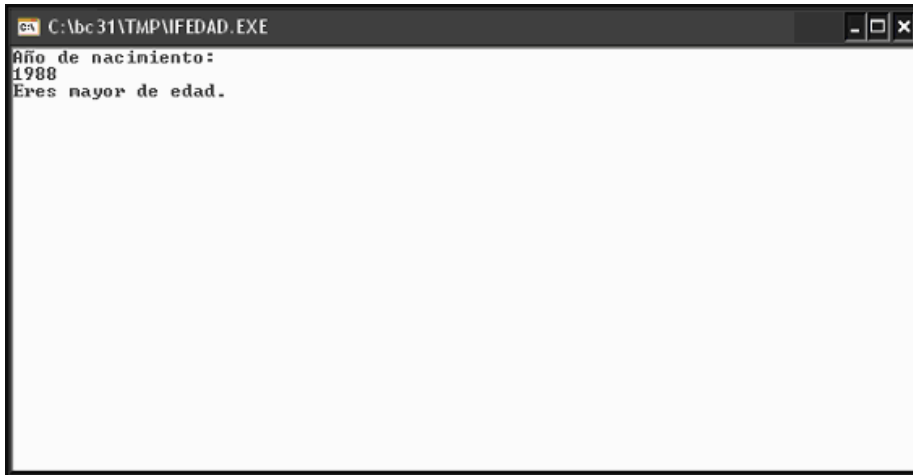 C:\bc31\TMP\IFEDAD.EXE
Año de nacimiento:
1988
Eres mayor de edad.